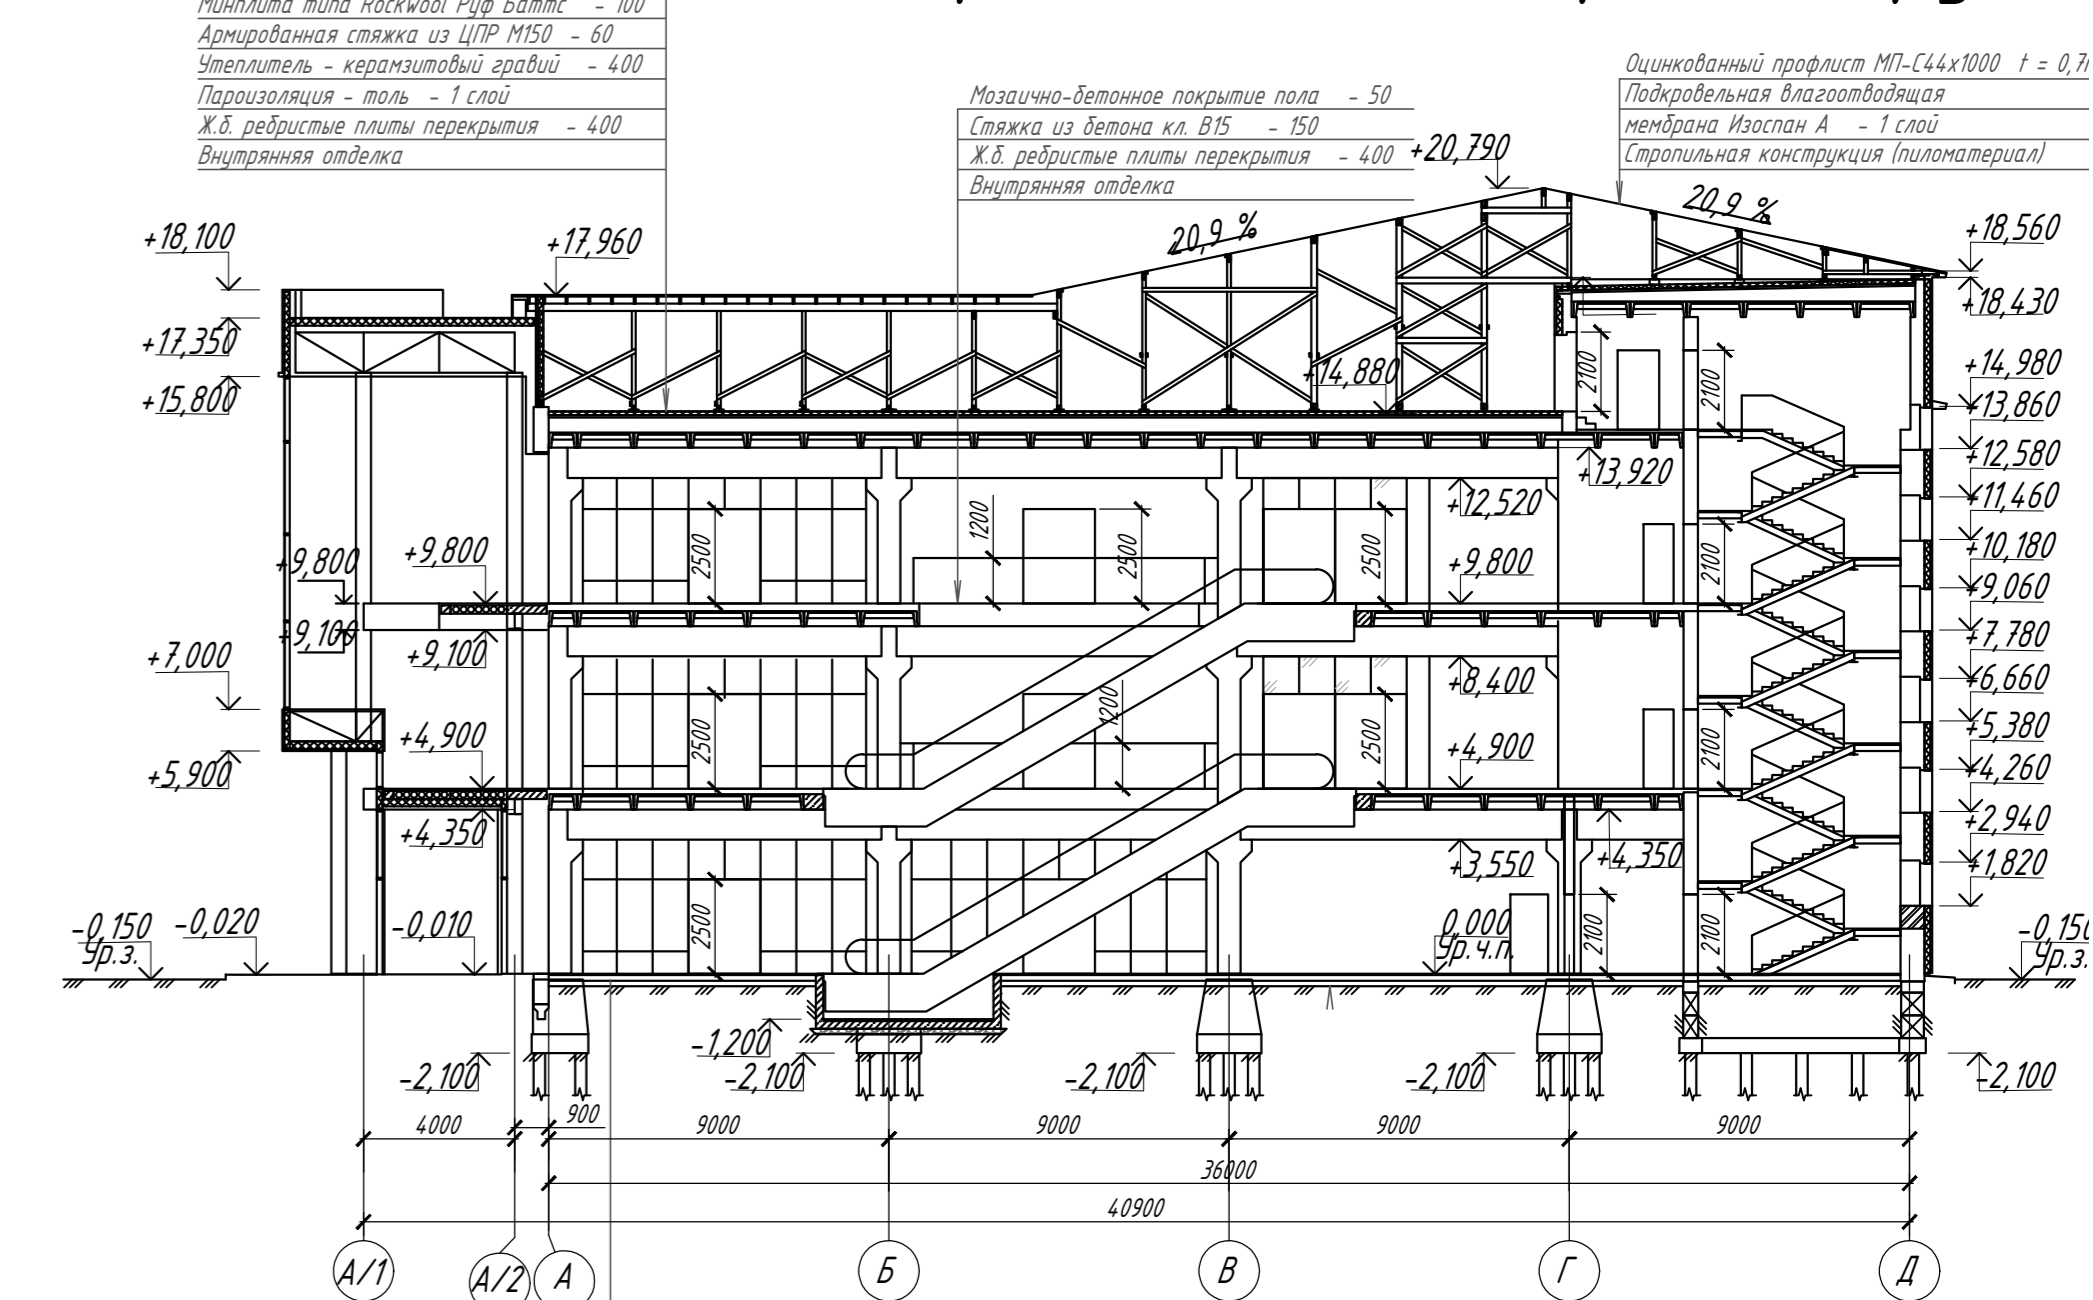 Минплита типа Rockwool Руф Баттс - 100
Армированная стяжка из ЦПР М150 - 60
Утеплитель - керамзитовый гравий - 400
Пароизоляция - толь - 1 слой
Ж.б. ребристые плиты перекрытия - 400
Внутрянняя отделка
Мозаично-бетонное покрытие пола - 50
Стяжка из бетона кл. В15 - 150
Ж.б. ребристые плиты перекрытия - 400
Внутрянняя отделка
Оцинкованный профлист МП-С44х1000 t = 0,7
Подкровельная влагоотводящая
мембрана Изоспан А - 1 слой
Стропильная конструкция (пиломатериал)
+20,790
20,9 %
20,9 %
+18,100
+17,960
+17,350
+15,800
+18,560
+18,430
+14,980
+13,860
+12,580
+11,460
+10,180
+9,060
+7,780
+6,660
+5,380
+4,260
+2,940
+1,820
-0,150
Ур.з.
+14,880
2100
2100
+13,920
+12,520
2500
1200
2500
2500
2100
+9,800
+9,800
+9,800
+9,100
+9,100
+8,400
+7,000
2500
1200
2500
2100
+4,900
+4,900
+5,900
+4,350
+3,550
+4,350
2500
2100
2100
-0,150
Ур.з.
-0,020
-0,010
0,000
Ур.ч.п.
-1,200
-2,100
-2,100
-2,100
-2,100
-2,100
4000
900
9000
9000
9000
9000
36000
40900
А/1
А/2
А
Б
В
Г
Д